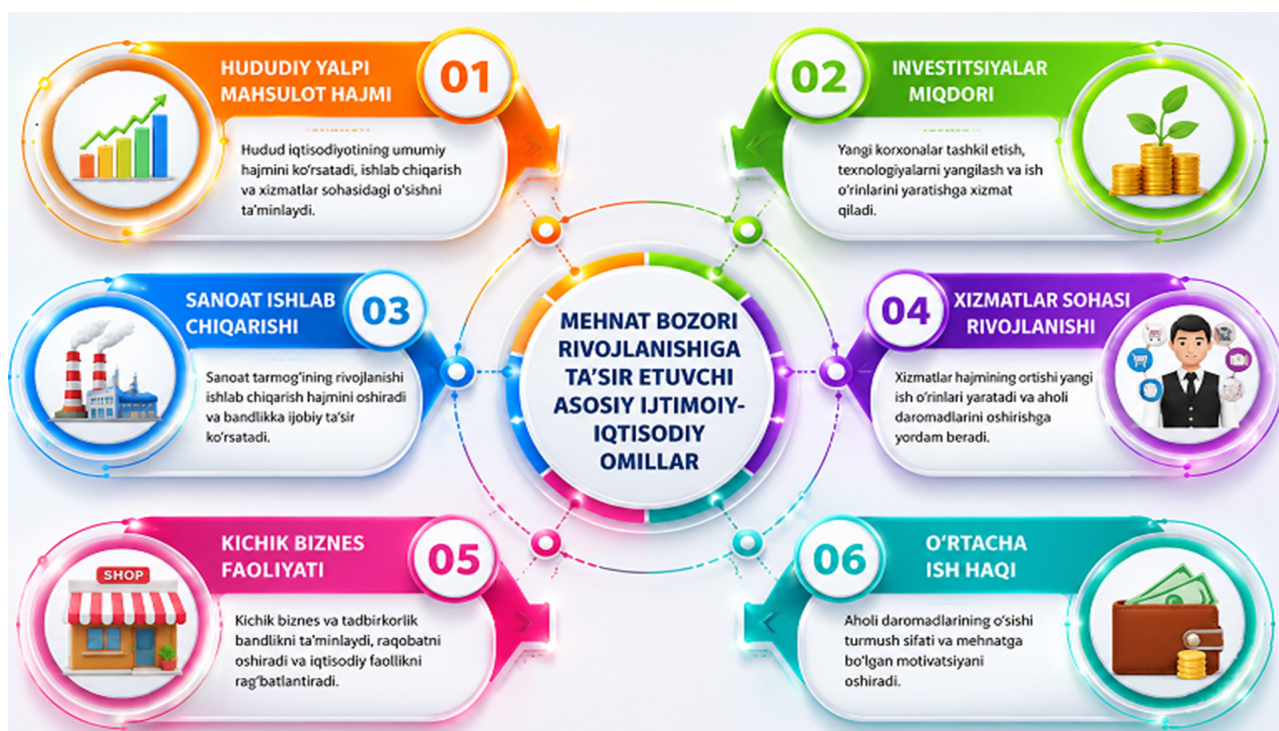 HUDUDIY YALPI
MAHSULOT HAJMI
01
Hudud iqtisodiyotining umumiy
hajmini ko‘rsatadi, ishlab chiqarish
va xizmatlar sohasidagi o‘sishni
ta’minlaydi.
02
INVESTITSIYALAR
MIQDORI
Yangi korxonalar tashkil etish,
texnologiyalarni yangilash va ish
o‘rinlarini yaratishga xizmat
qiladi.
SANOAT ISHLAB
CHIQARISHI
03
Sanoat tarmog‘ining rivojlanishi
ishlab chiqarish hajmini oshiradi
va bandlikka ijobiy ta’sir
ko‘rsatadi.
MEHNAT BOZORI
RIVOJLANISHIGA
TA’SIR ETUVCHI
ASOSIY IJTIMOIY-
IQTISODIY
OMILLAR
04
XIZMATLAR SOHASI
RIVOJLANISHI
Xizmatlar hajmining ortishi yangi
ish o‘rinlari yaratadi va aholi
daromadlarini oshirishga
yordam beradi.
SHOP
KICHIK BIZNES
FAOLIYATI
05
Kichik biznes va tadbirkorlik
bandlikni ta’minlaydi, raqobatni
oshiradi va iqtisodiy faollikni
rag‘batlantiradi.
06
O‘RTACHA
ISH HAQI
Aholi daromadlarining o‘sishi
turmush sifati va mehnatga
bo‘lgan motivatsiyani
oshiradi.